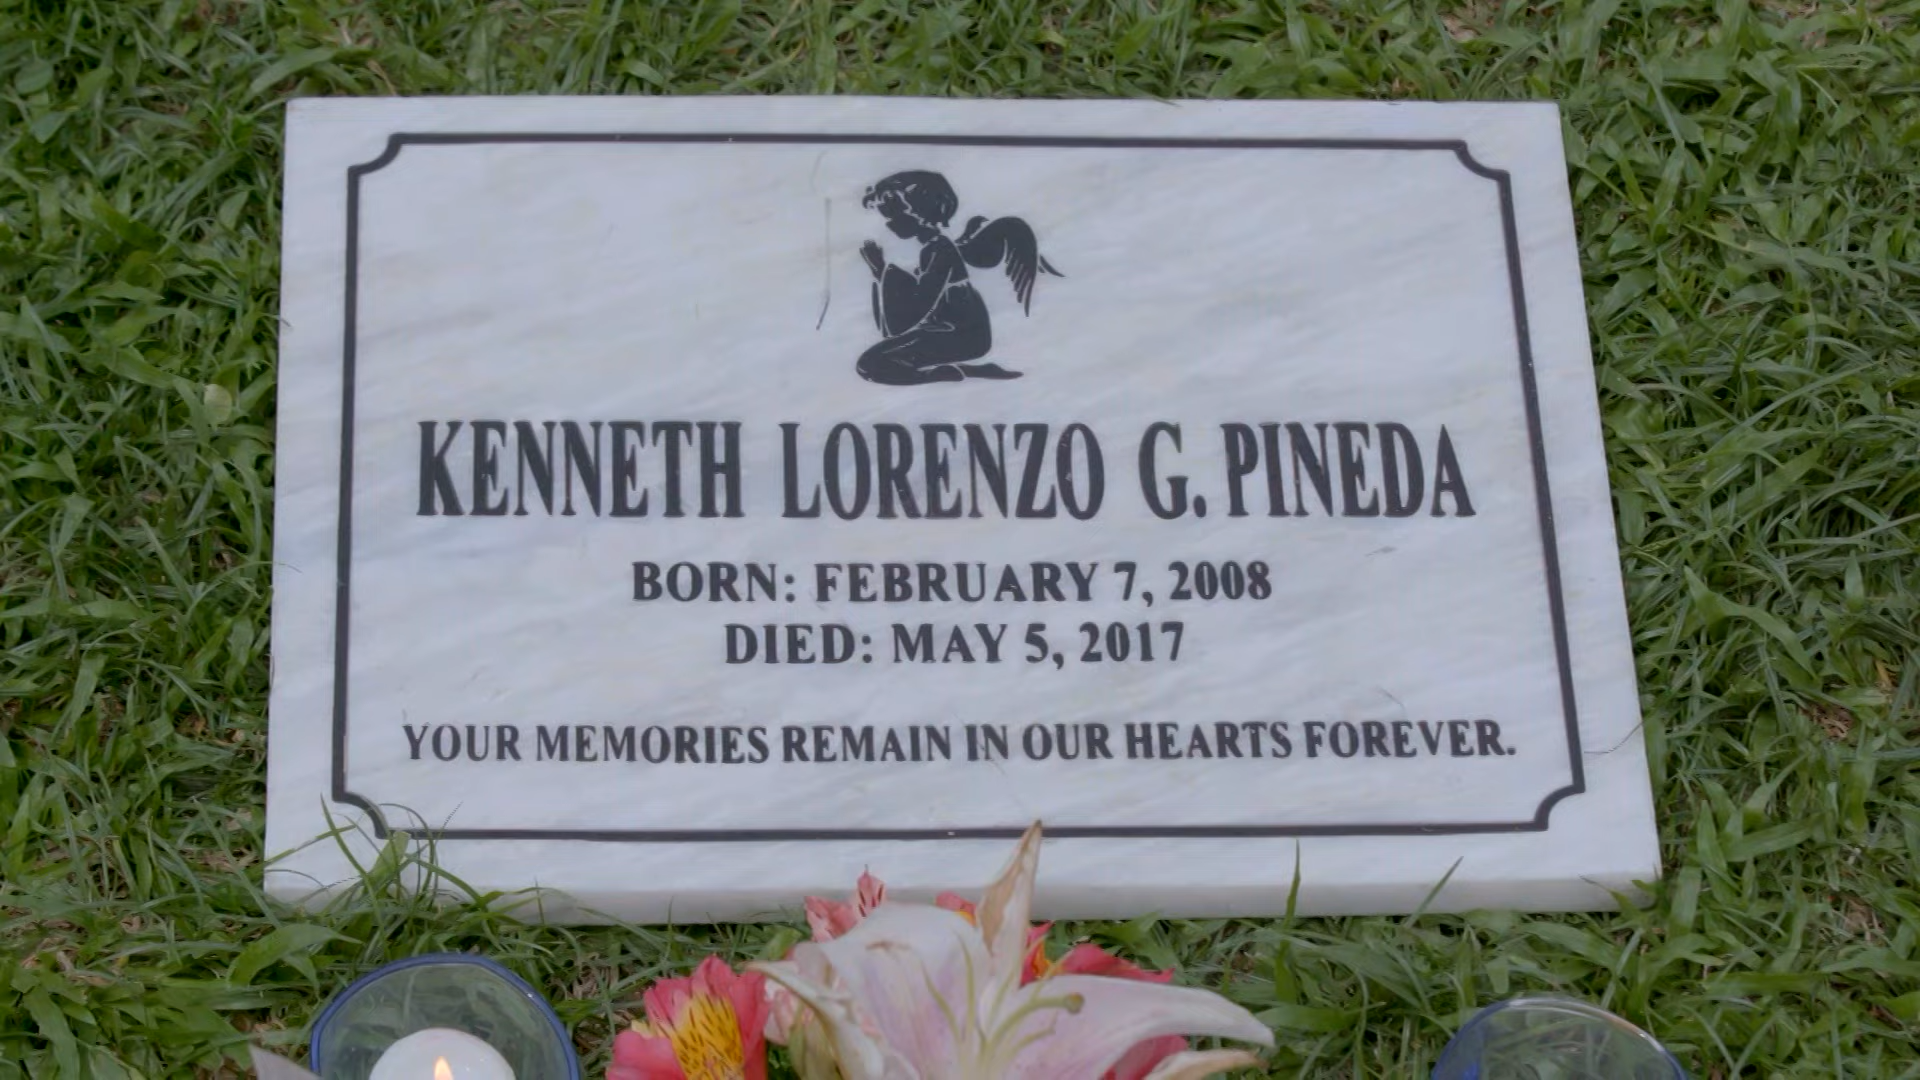 KENNETH LORENZO G. PINEDA
BORN: FEBRUARY 7, 2008
DIED: MAY 5, 2017
YOUR MEMORIES REMAIN IN OUR HEARTS FOREVER.